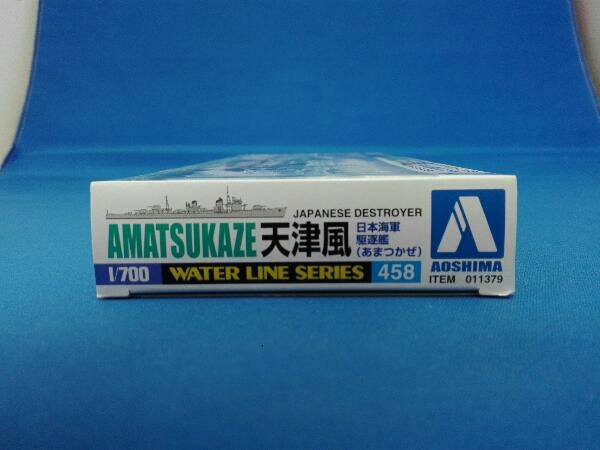 JAPANESE DESTROYER
AMATSUKAZE 天津風
日本海軍
駆逐艦
(あまつかぜ)
1/700 WATER LINE SERIES 458
AOSHIMA
ITEM 011379